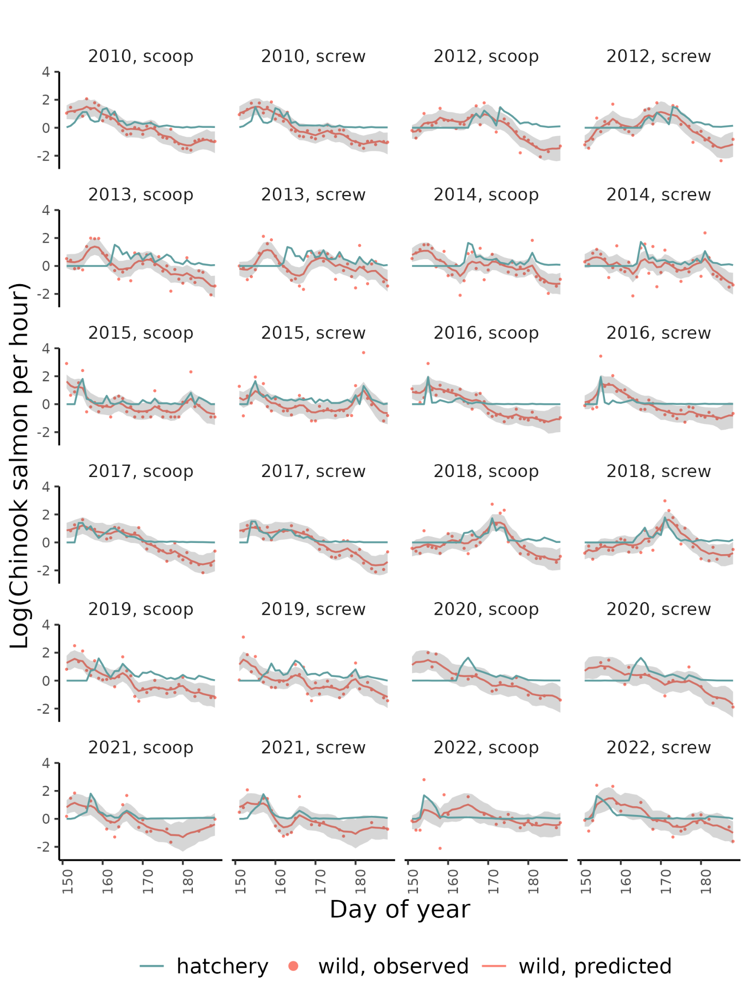 2010, scoop
2010, screw
2012, scoop
2012, screw
4
2
0
-2
2013, scoop
2013, screw
2014, scoop
2014, screw
4
2
0
-2
2015, scoop
2015, screw
2016, scoop
2016, screw
4
2
0
-2
2017, scoop
2017, screw
2018, scoop
2018, screw
4
2
0
-2
2019, scoop
2019, screw
2020, scoop
2020, screw
4
2
0
-2
2021, scoop
2021, screw
2022, scoop
2022, screw
4
2
0
-2
Log(Chinook salmon per hour)
150 160 170 180
150 160 170 180
150 160 170 180
150 160 170 180
Day of year
hatchery
wild, observed
wild, predicted